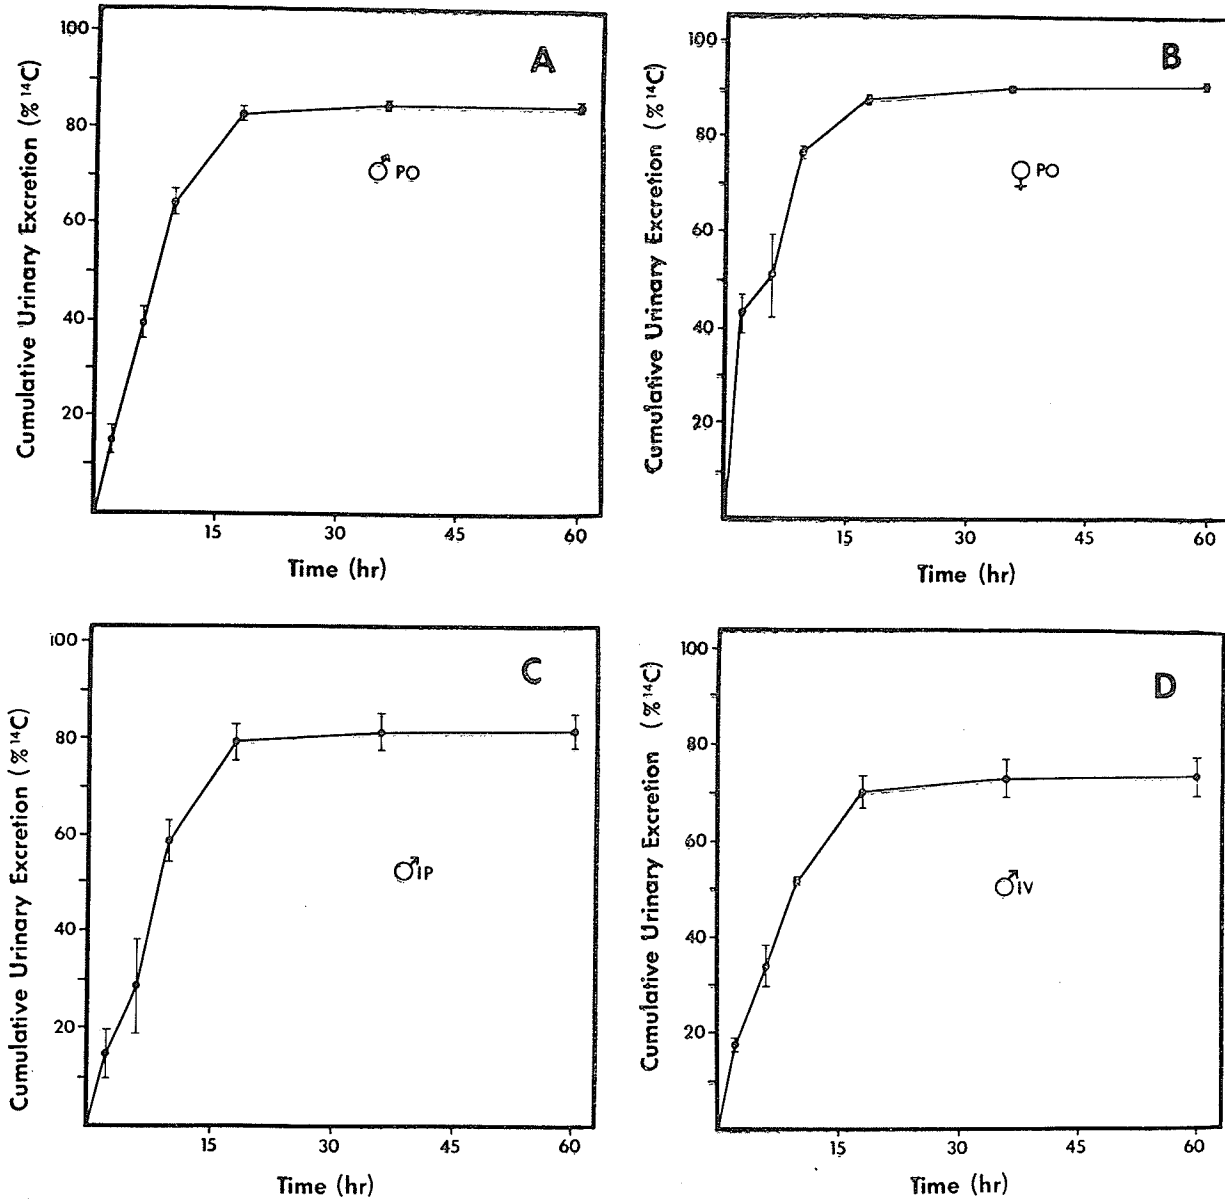 A
Cumulative Urinary Excretion (% ¹⁴C)
100
80
60
40
20
♂ PO
15 30 45 60
Time (hr)
B
Cumulative Urinary Excretion (% ¹⁴C)
100
80
60
40
20
♀ PO
15 30 45 60
Time (hr)
C
Cumulative Urinary Excretion (% ¹⁴C)
100
80
60
40
20
♂ IP
15 30 45 60
Time (hr)
D
Cumulative Urinary Excretion (% ¹⁴C)
100
80
60
40
20
♂ IV
15 30 45 60
Time (hr)